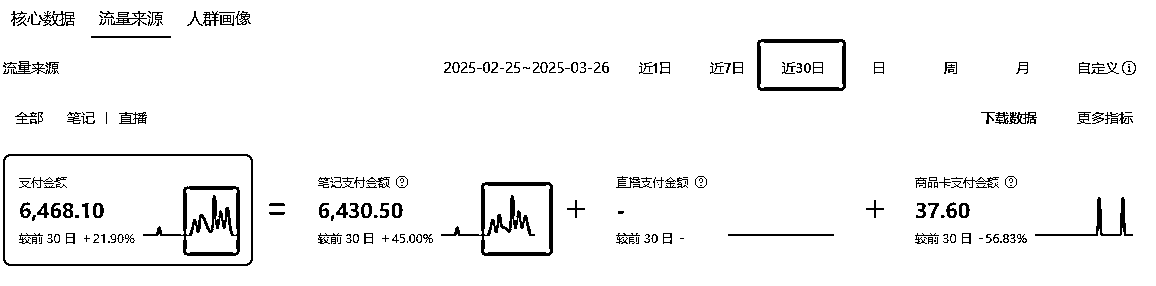 核心数据 流量来源 人群画像
流量来源 2025-02-25~2025-03-26 近1日 近7日 近30日 日 周 月 自定义
全部 笔记 | 直播 下载数据 更多指标
支付金额 笔记支付金额 直播支付金额 商品卡支付金额
6,468.10 = 6,430.50 + - + 37.60
较前 30 日 +21.90% 较前 30 日 +45.00% 较前 30 日 - 较前 30 日 -56.83%